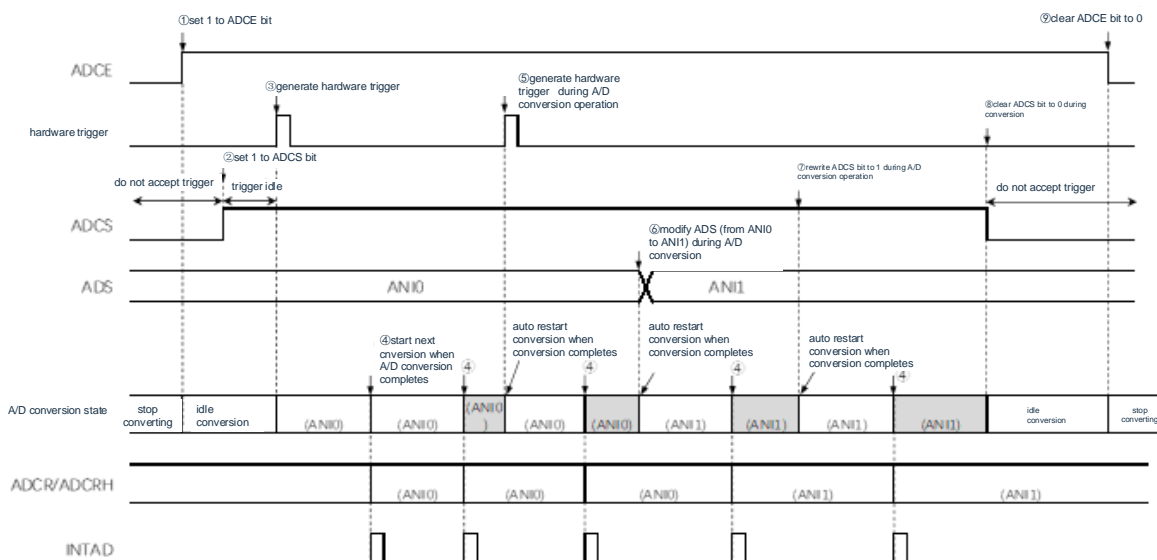 ①set 1 to ADCE bit
⑨clear ADCE bit to 0
ADCE
③generate hardware trigger
⑤generate hardware
trigger during A/D
conversion operation
⑧clear ADCS bit to 0 during
conversion
hardware trigger
②set 1 to ADCS bit
⑦rewrite ADCS bit to 1 during A/D
conversion operation
do not accept trigger
trigger idle
do not accept trigger
ADCS
⑥modify ADS (from ANI0
to ANI1) during A/D
conversion
ADS
ANI0
ANI1
④start next
cnversion when
A/D conversion
completes
④
auto restart
conversion when
conversion completes
④
auto restart
conversion when
conversion completes
④
auto restart
conversion when
conversion completes
④
A/D conversion state
stop
converting
idle
conversion
(ANI0)
(ANI0)
(ANI0
)
(ANI0)
(ANI0)
(ANI1)
(ANI1)
(ANI1)
(ANI1)
idle
conversion
stop
converting
ADCR/ADCRH
(ANI0)
(ANI0)
(ANI0)
(ANI1)
(ANI1)
INTAD